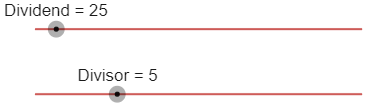 Dividend = 25
Divisor = 5